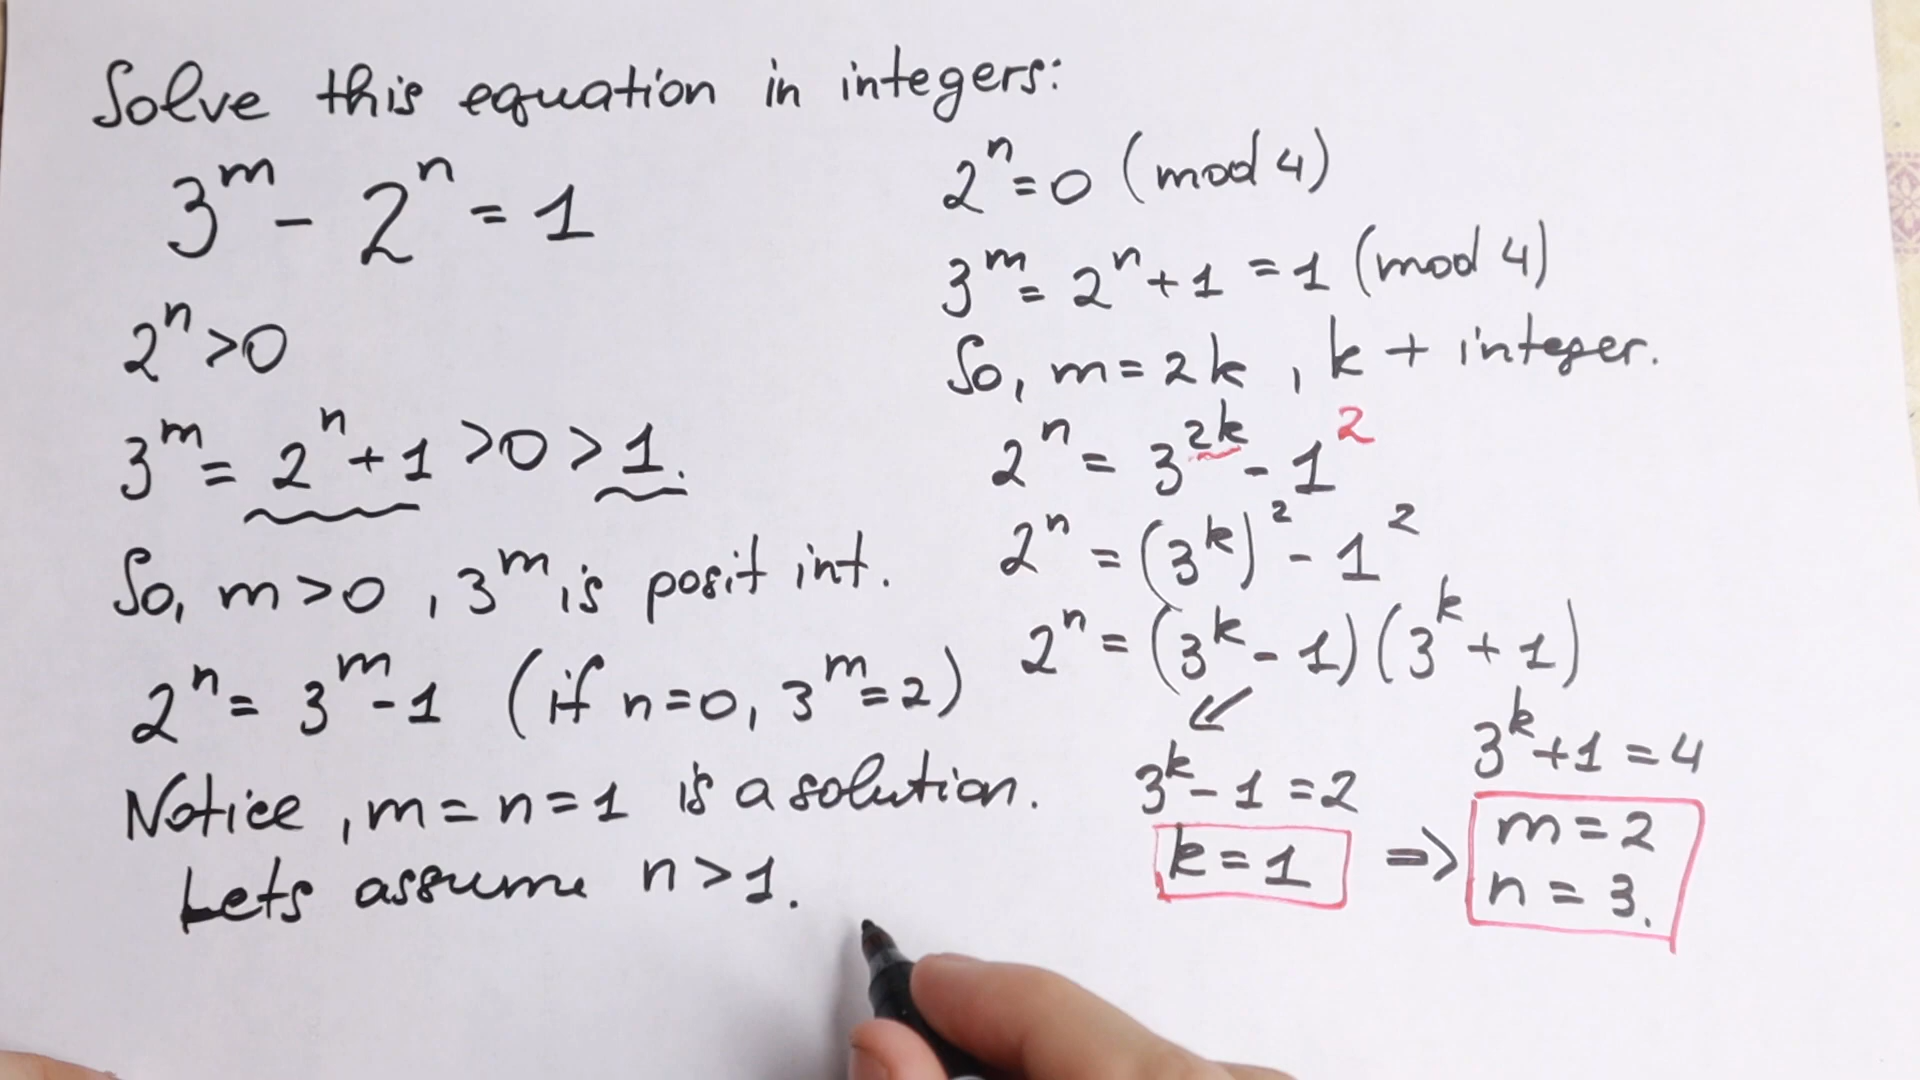 Solve this equation in integers:
3^m - 2^n = 1
2^n > 0
3^m = 2^n + 1 > 0 > 1.
So, m > 0, 3^m is posit int.
2^n = 3^m - 1 (if n = 0, 3^m = 2)
Notice, m = n = 1 is a solution.
Lets assume n > 1.
2^n = 0 (mod 4)
3^m = 2^n + 1 = 1 (mod 4)
So, m = 2k, k + integer.
2^n = 3^2k - 1^2
2^n = (3^k)^2 - 1^2
2^n = (3^k - 1)(3^k + 1)
↙
3^k - 1 = 2
3^k + 1 = 4
k = 1 => m = 2
n = 3.